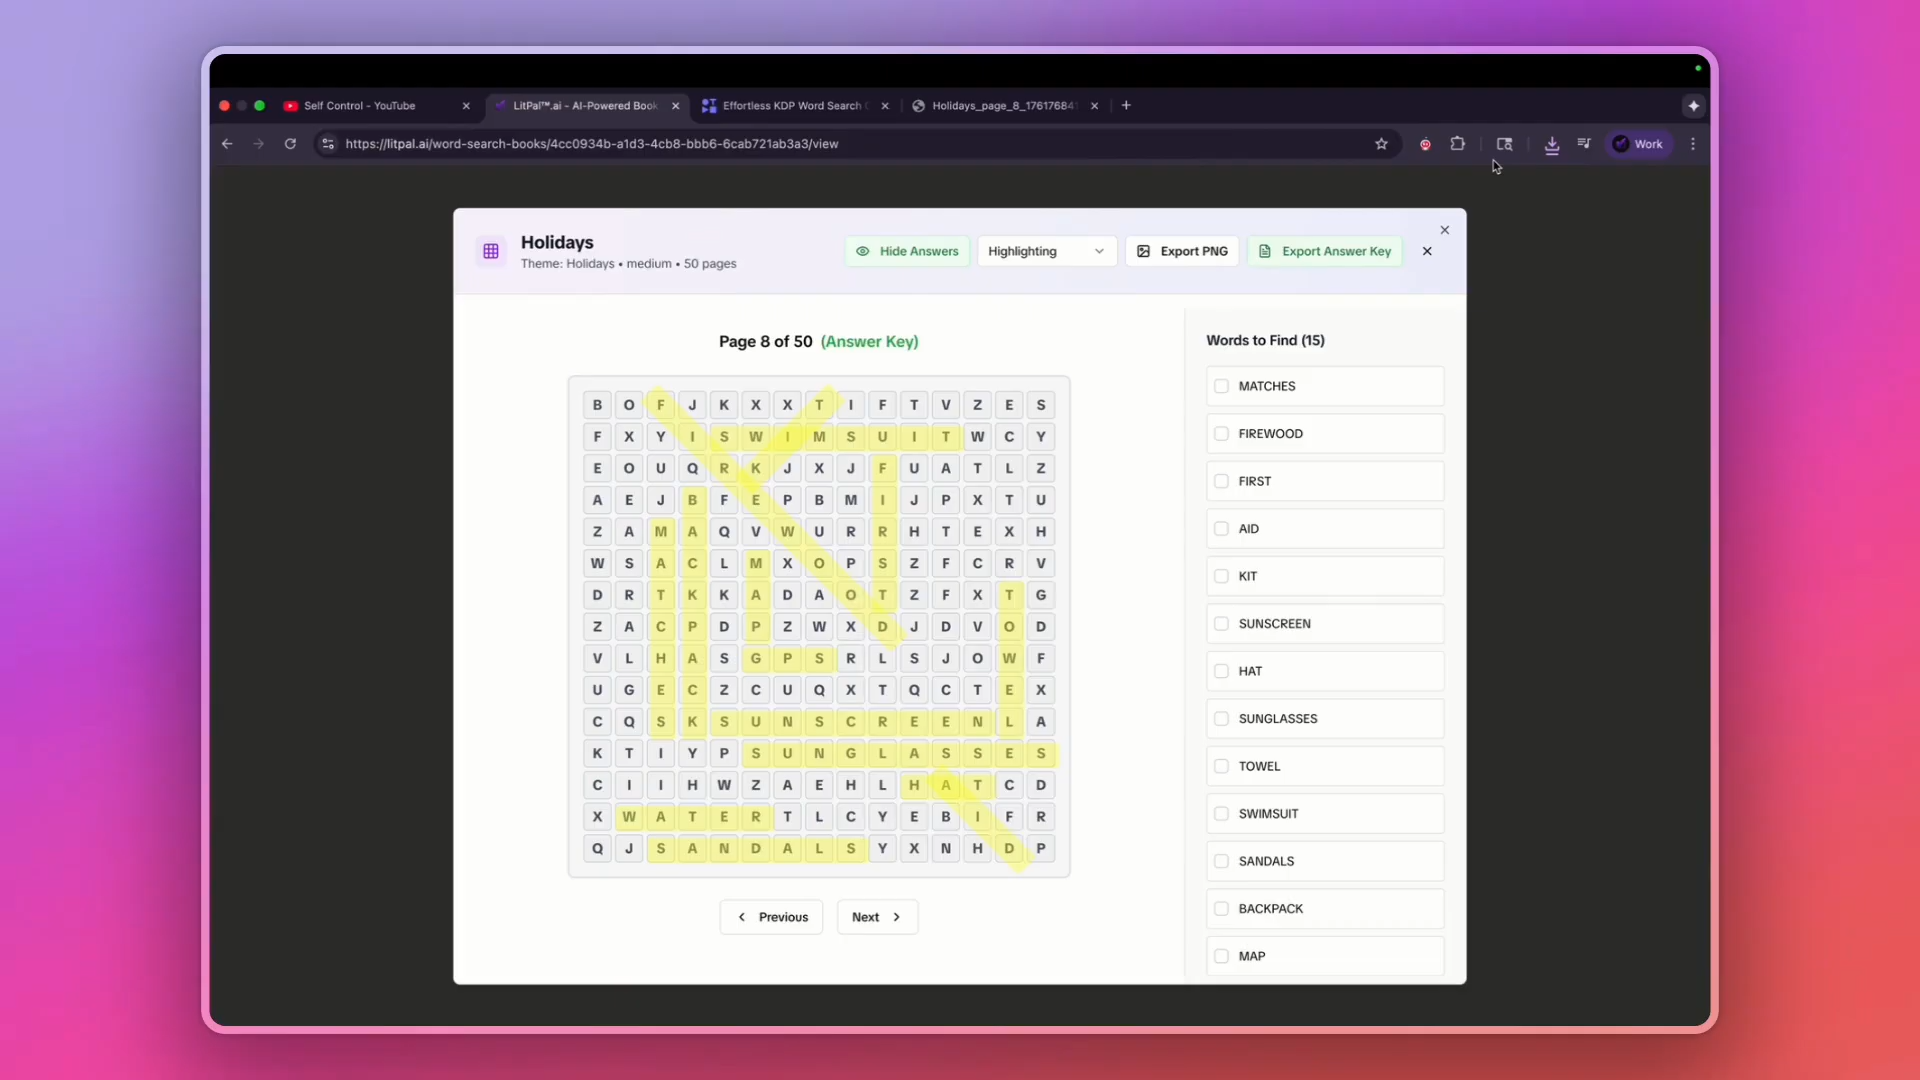 Self Control - YouTube
LitPal™.ai - AI-Powered Book
Effortless KDP Word Search
Holidays_page_8_17617684
https://litpal.ai/word-search-books/4cc0934b-a1d3-4cb8-bbb6-6cab721ab3a3/view
Work
Holidays
Theme: Holidays • medium • 50 pages
Hide Answers
Highlighting
Export PNG
Export Answer Key
Page 8 of 50 (Answer Key)
B O F J K X X T I F T V Z E S
F X Y I S W I M S U I T W C Y
E O U Q R K J X J F U A T L Z
A E J B F E P B M I J P X T U
Z A M A Q V W U R R H T E X H
W S A C L M X O P S Z F C R V
D R T K K A D A O T Z F X T G
Z A C P D P Z W X D J D V O D
V L H A S G P S R L S J O W F
U G E C Z C U Q X T Q C T E X
C Q S K S U N S C R E E N L A
K T I Y P S U N G L A S S E S
C I I H W Z A E H L H A T C D
X W A T E R T L C Y E B I F R
Q J S A N D A L S Y X N H D P
Previous
Next
Words to Find (15)
MATCHES
FIREWOOD
FIRST
AID
KIT
SUNSCREEN
HAT
SUNGLASSES
TOWEL
SWIMSUIT
SANDALS
BACKPACK
MAP